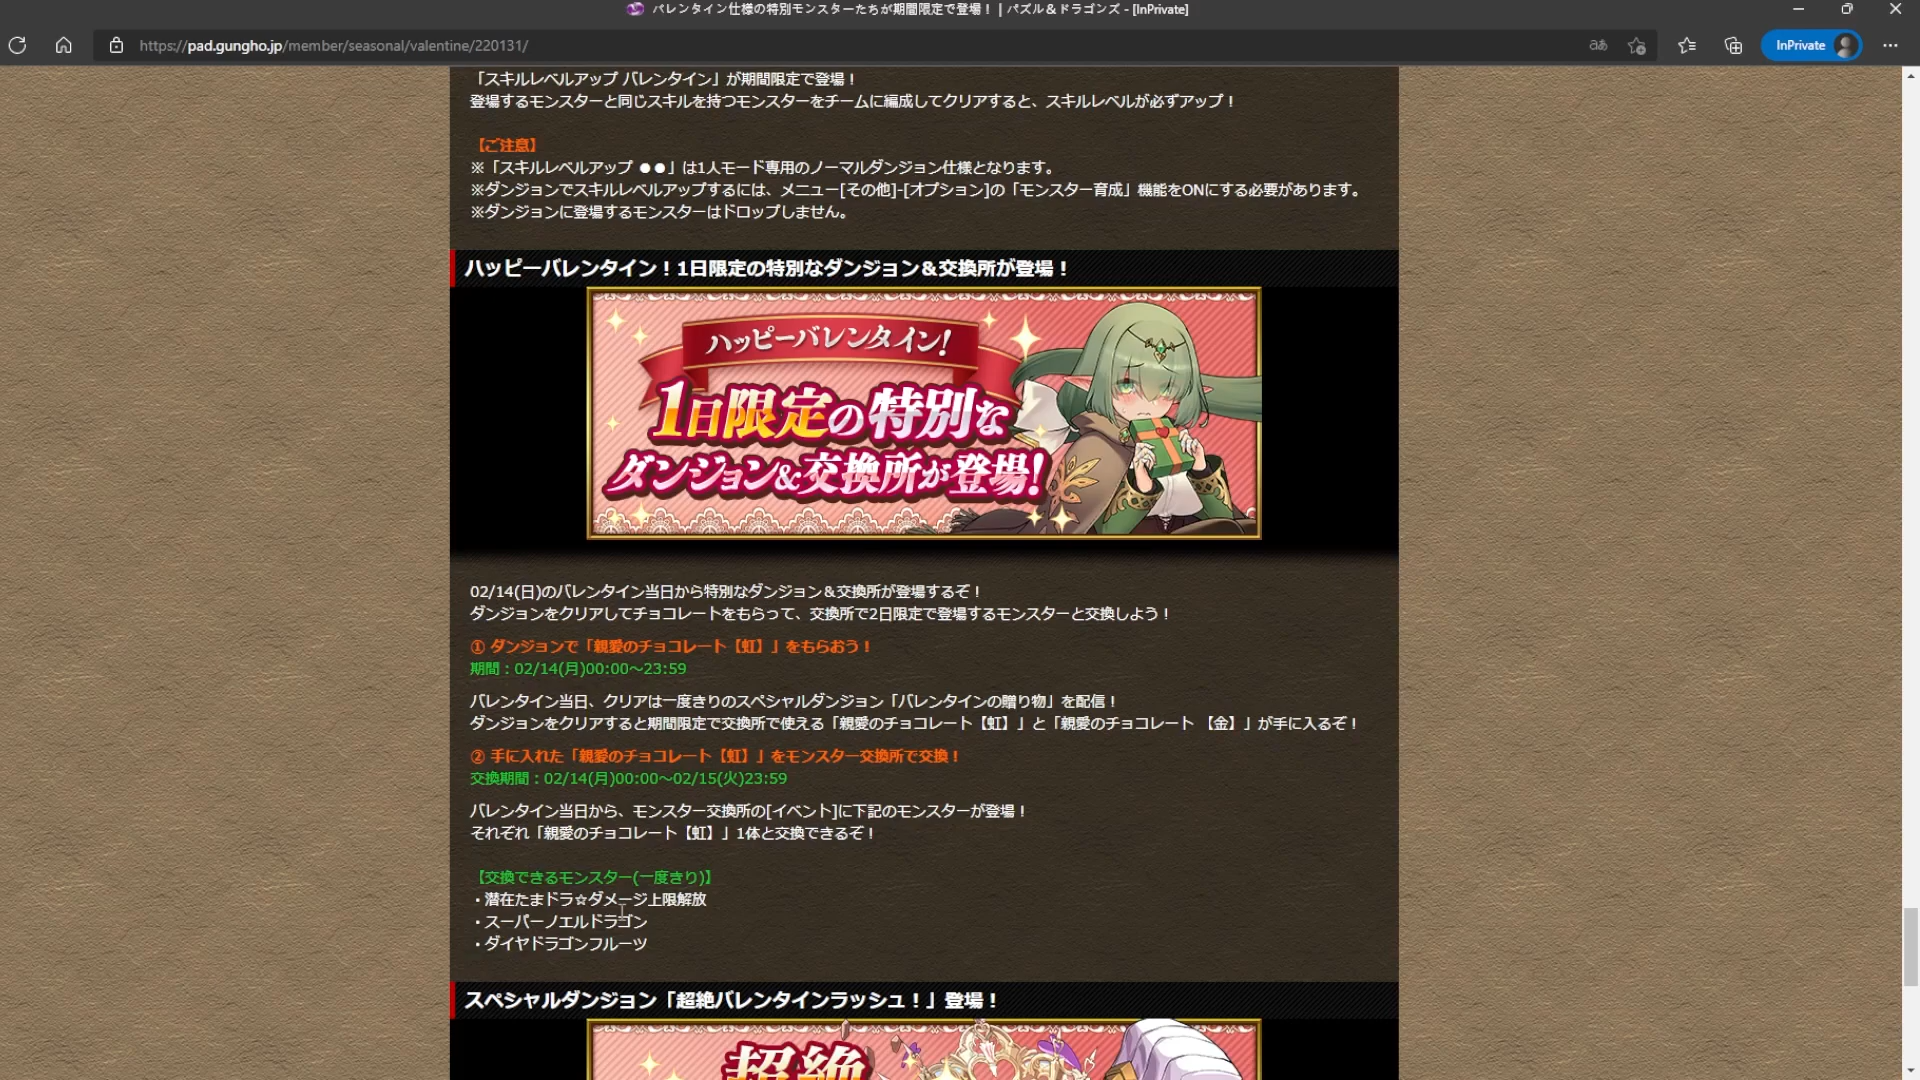 バレンタイン仕様の特別モンスターたちが期間限定で登場！ | パズル＆ドラゴンズ - [InPrivate]
https://pad.gungho.jp/member/seasonal/valentine/220131/
InPrivate
「スキルレベルアップ バレンタイン」が期間限定で登場！
登場するモンスターと同じスキルを持つモンスターをチームに編成してクリアすると、スキルレベルが必ずアップ！
【ご注意】
※「スキルレベルアップ ●●」は1人モード専用のノーマルダンジョン仕様となります。
※ダンジョンでスキルレベルアップするには、メニュー[その他]-[オプション]の「モンスター育成」機能をONにする必要があります。
※ダンジョンに登場するモンスターはドロップしません。
ハッピーバレンタイン！1日限定の特別なダンジョン＆交換所が登場！
ハッピーバレンタイン!
1日限定の特別な
ダンジョン&交換所が登場!
02/14(日)のバレンタイン当日から特別なダンジョン＆交換所が登場するぞ！
ダンジョンをクリアしてチョコレートをもらって、交換所で2日限定で登場するモンスターと交換しよう！
① ダンジョンで「親愛のチョコレート【虹】」をもらおう！
期間：02/14(月)00:00～23:59
バレンタイン当日、クリアは一度きりのスペシャルダンジョン「バレンタインの贈り物」を配信！
ダンジョンをクリアすると期間限定で交換所で使える「親愛のチョコレート【虹】」と「親愛のチョコレート 【金】」が手に入るぞ！
② 手に入れた「親愛のチョコレート【虹】」をモンスター交換所で交換！
交換期間：02/14(月)00:00～02/15(火)23:59
バレンタイン当日から、モンスター交換所の[イベント]に下記のモンスターが登場！
それぞれ「親愛のチョコレート【虹】」1体と交換できるぞ！
【交換できるモンスター(一度きり)】
・潜在たまドラ☆ダメージ上限解放
・スーパーノエルドラゴン
・ダイヤドラゴンフルーツ
スペシャルダンジョン「超絶バレンタインラッシュ！」登場！
超絶